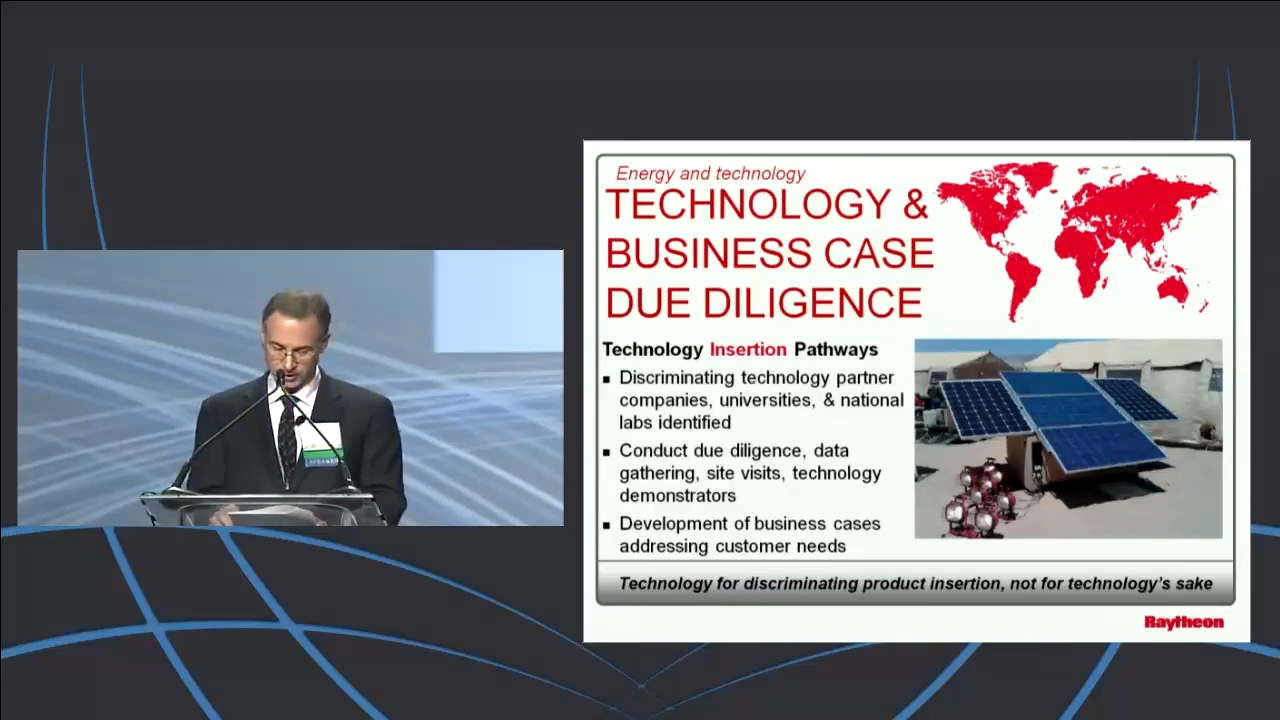 Energy and technology
TECHNOLOGY &
BUSINESS CASE
DUE DILIGENCE
Technology Insertion Pathways
▪ Discriminating technology partner
companies, universities, & national
labs identified
▪ Conduct due diligence, data
gathering, site visits, technology
demonstrators
▪ Development of business cases
addressing customer needs
Technology for discriminating product insertion, not for technology's sake
Raytheon